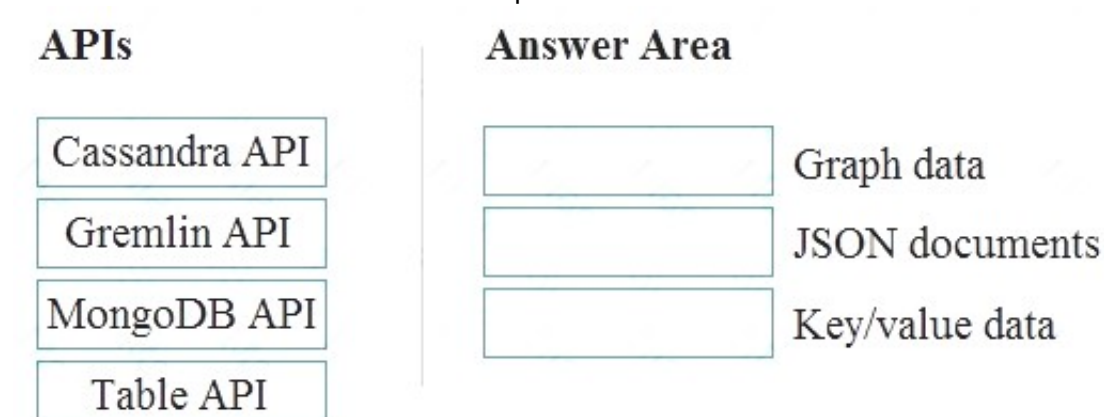 APIs
Cassandra API
Gremlin API
MongoDB API
Table API
Answer Area
Graph data
JSON documents
Key/value data